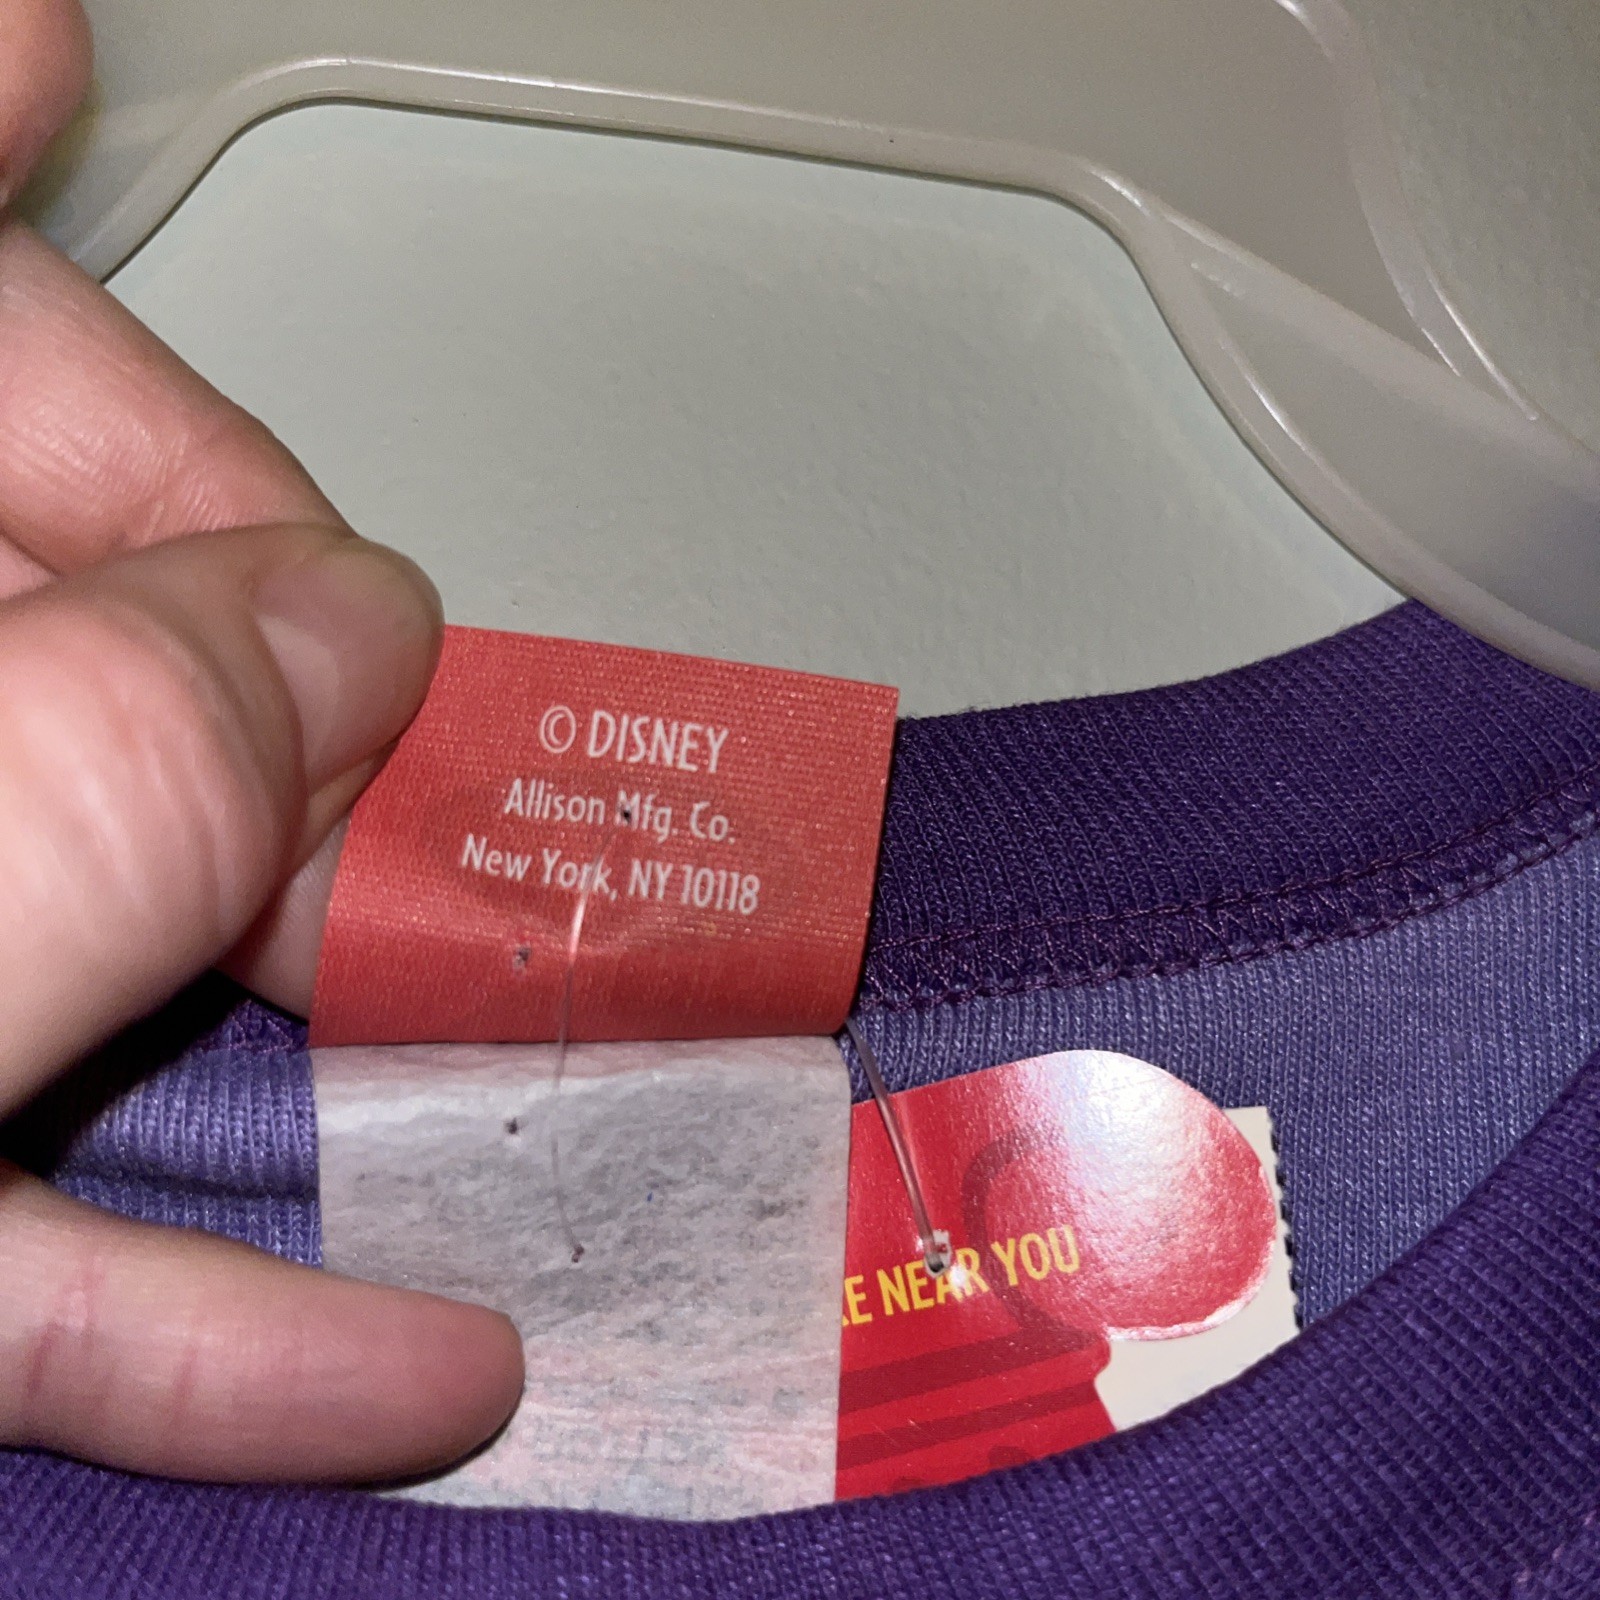 © DISNEY
Allison Mfg. Co.
New York, NY 10118
NEAR YOU